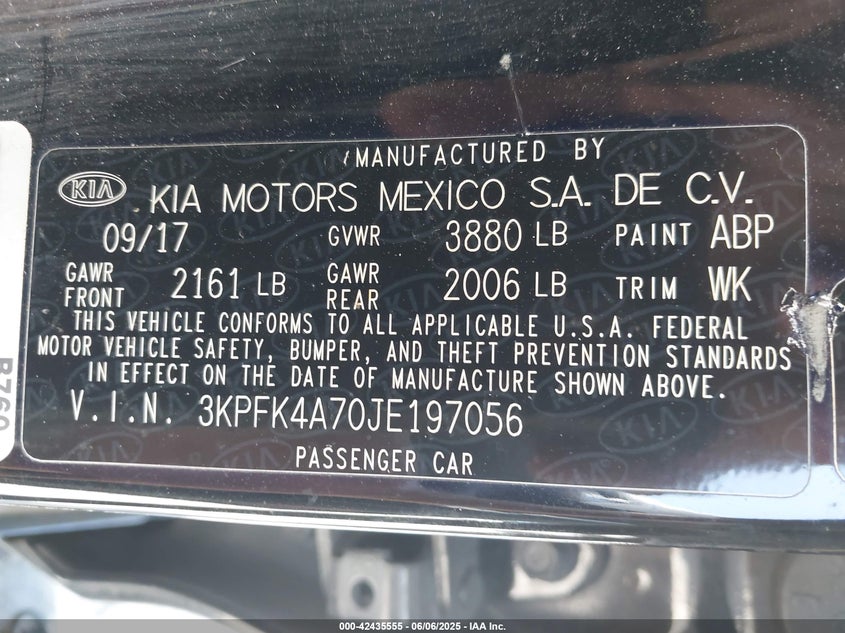 MANUFACTURED BY
KIA KIA MOTORS MEXICO S.A. DE C.V.
09/17 GVWR 3880 LB PAINT ABP
GAWR FRONT 2161 LB GAWR REAR 2006 LB TRIM WK
THIS VEHICLE CONFORMS TO ALL APPLICABLE U.S.A. FEDERAL
MOTOR VEHICLE SAFETY, BUMPER, AND THEFT PREVENTION STANDARDS
IN EFFECT ON THE DATE OF MANUFACTURE SHOWN ABOVE.
V.I.N. 3KPFK4A70JE197056
PASSENGER CAR
000-42435555 - 06/06/2025 - IAA Inc.